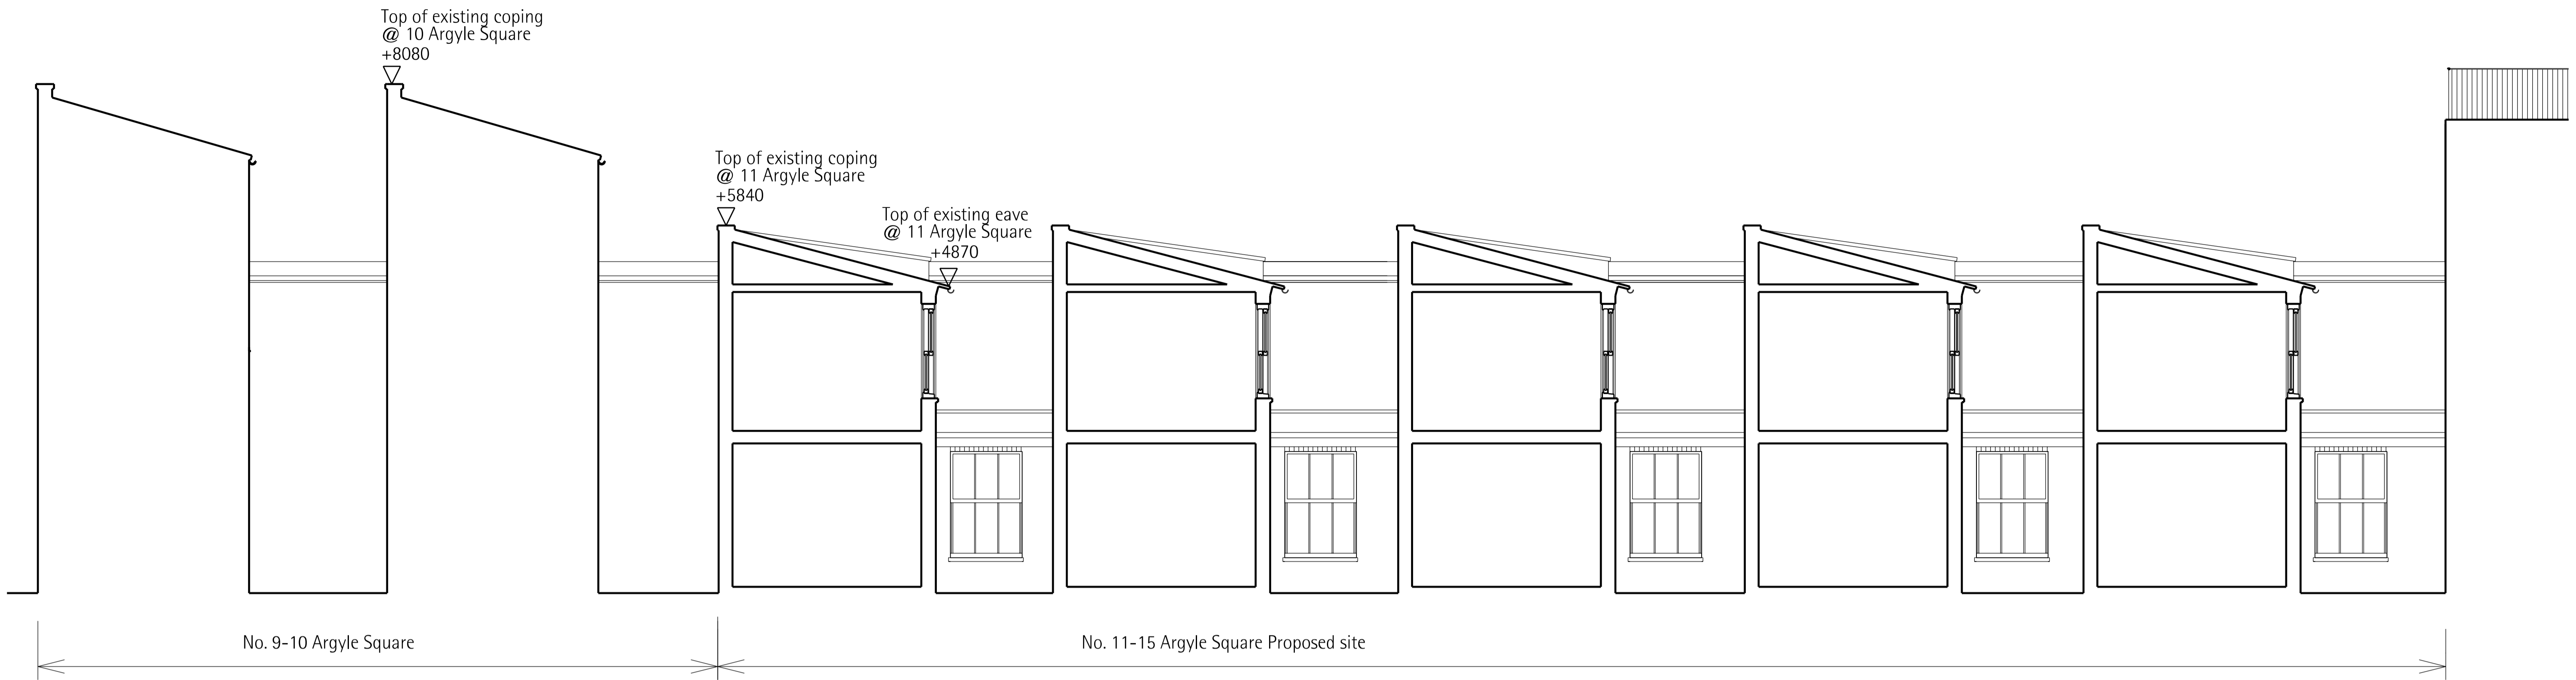 Top of existing coping
@ 10 Argyle Square
+8080
Top of existing coping
@ 11 Argyle Square
+5840
Top of existing eave
@ 11 Argyle Square
+4870
No. 9-10 Argyle Square
No. 11-15 Argyle Square Proposed site